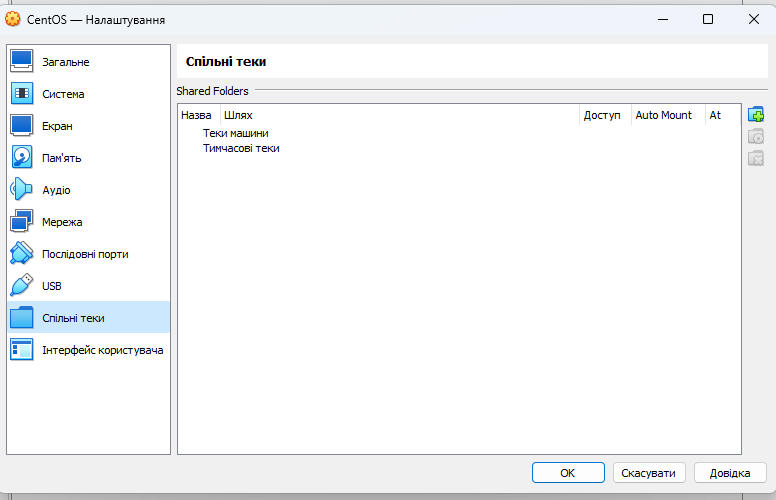 CentOS — Налаштування
Загальне
Система
Екран
Пам'ять
Аудіо
Мережа
Послідовні порти
USB
Спільні теки
Інтерфейс користувача
Спільні теки
Shared Folders
Назва Шлях Доступ Auto Mount At
Теки машини
Тимчасові теки
OK Скасувати Довідка